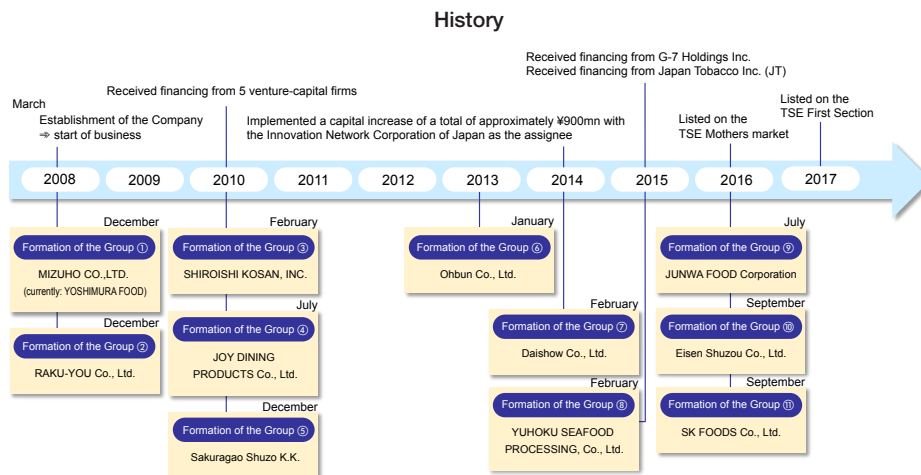 History
Received financing from G-7 Holdings Inc.
Received financing from Japan Tobacco Inc. (JT)
Received financing from 5 venture-capital firms
Listed on the
TSE First Section
March
Establishment of the Company
⇒ start of business
Implemented a capital increase of a total of approximately ¥900mn with
the Innovation Network Corporation of Japan as the assignee
Listed on the
TSE Mothers market
2008 2009 2010 2011 2012 2013 2014 2015 2016 2017
December
Formation of the Group ①
MIZUHO CO.,LTD.
(currently: YOSHIMURA FOOD)
December
Formation of the Group ②
RAKU-YOU Co., Ltd.
February
Formation of the Group ③
SHIROISHI KOSAN, INC.
July
Formation of the Group ④
JOY DINING
PRODUCTS Co., Ltd.
December
Formation of the Group ⑤
Sakuragao Shuzo K.K.
January
Formation of the Group ⑥
Ohbun Co., Ltd.
February
Formation of the Group ⑦
Daishow Co., Ltd.
February
Formation of the Group ⑧
YUHOKU SEAFOOD
PROCESSING, Co., Ltd.
July
Formation of the Group ⑨
JUNWA FOOD Corporation
September
Formation of the Group ⑩
Eisen Shuzou Co., Ltd.
September
Formation of the Group ⑪
SK FOODS Co., Ltd.